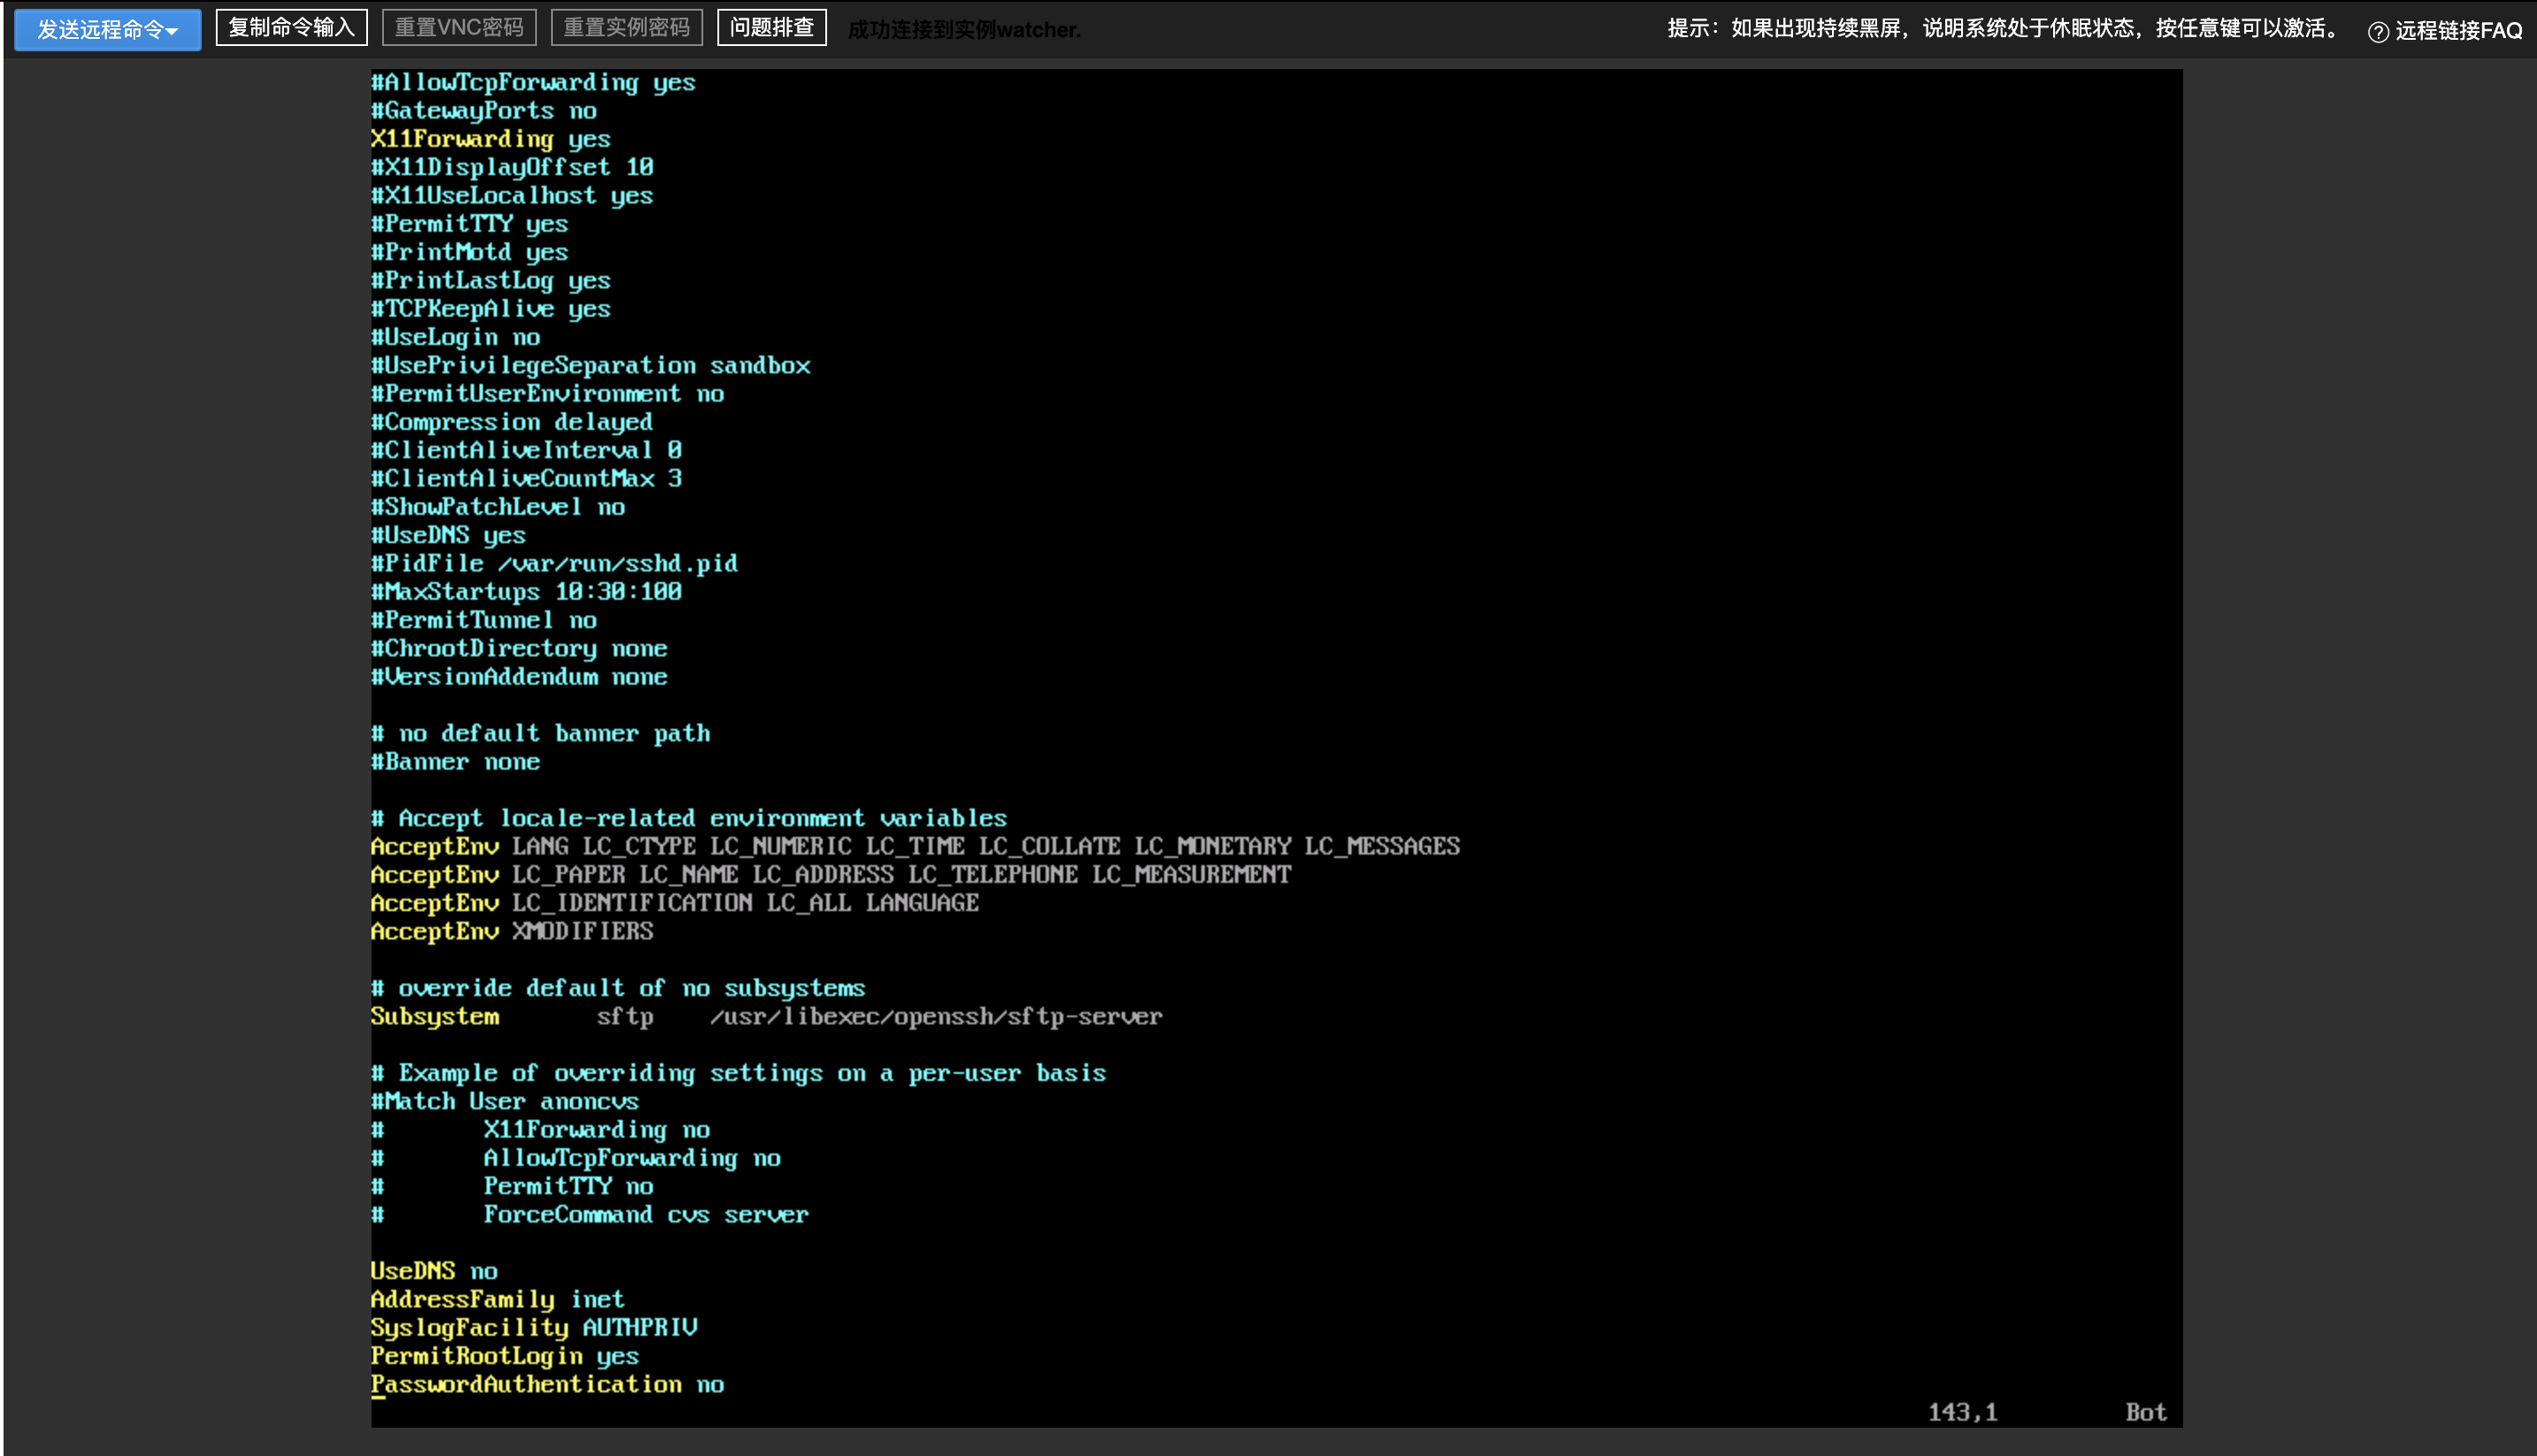 发送远程命令 复制命令输入 重置VNC密码 重置实例密码 问题排查 成功连接到实例watcher. 提示：如果出现持续黑屏，说明系统处于休眠状态，按任意键可以激活。 ? 远程链接FAQ
#AllowTcpForwarding yes
#GatewayPorts no
X11Forwarding yes
#X11DisplayOffset 10
#X11UseLocalhost yes
#PermitTTY yes
#PrintMotd yes
#PrintLastLog yes
#TCPKeepAlive yes
#UseLogin no
#UsePrivilegeSeparation sandbox
#PermitUserEnvironment no
#Compression delayed
#ClientAliveInterval 0
#ClientAliveCountMax 3
#ShowPatchLevel no
#UseDNS yes
#PidFile /var/run/sshd.pid
#MaxStartups 10:30:100
#PermitTunnel no
#ChrootDirectory none
#VersionAddendum none
# no default banner path
#Banner none
# Accept locale-related environment variables
AcceptEnv LANG LC_CTYPE LC_NUMERIC LC_TIME LC_COLLATE LC_MONETARY LC_MESSAGES
AcceptEnv LC_PAPER LC_NAME LC_ADDRESS LC_TELEPHONE LC_MEASUREMENT
AcceptEnv LC_IDENTIFICATION LC_ALL LANGUAGE
AcceptEnv XMODIFIERS
# override default of no subsystems
Subsystem       sftp    /usr/libexec/openssh/sftp-server
# Example of overriding settings on a per-user basis
#Match User anoncvs
#       X11Forwarding no
#       AllowTcpForwarding no
#       PermitTTY no
#       ForceCommand cvs server
UseDNS no
AddressFamily inet
SyslogFacility AUTHPRIV
PermitRootLogin yes
PasswordAuthentication no
143,1 Bot